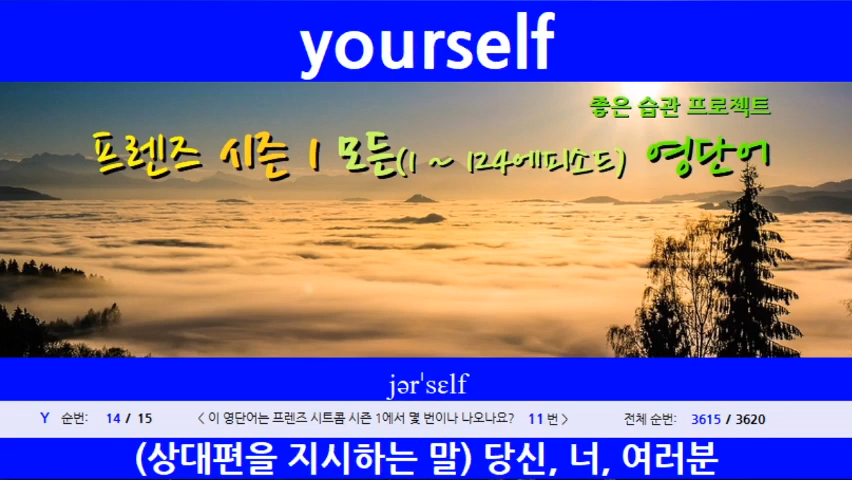 yourself
좋은 습관 프로젝트
프렌즈 시즌 1 모든(1 ~ 124에피소드) 영단어
jərˈsɛlf
Y 순번: 14 / 15 < 이 영단어는 프렌즈 시트콤 시즌 1에서 몇 번이나 나오나요? 11 번 > 전체 순번: 3615 / 3620
(상대편을 지시하는 말) 당신, 너, 여러분